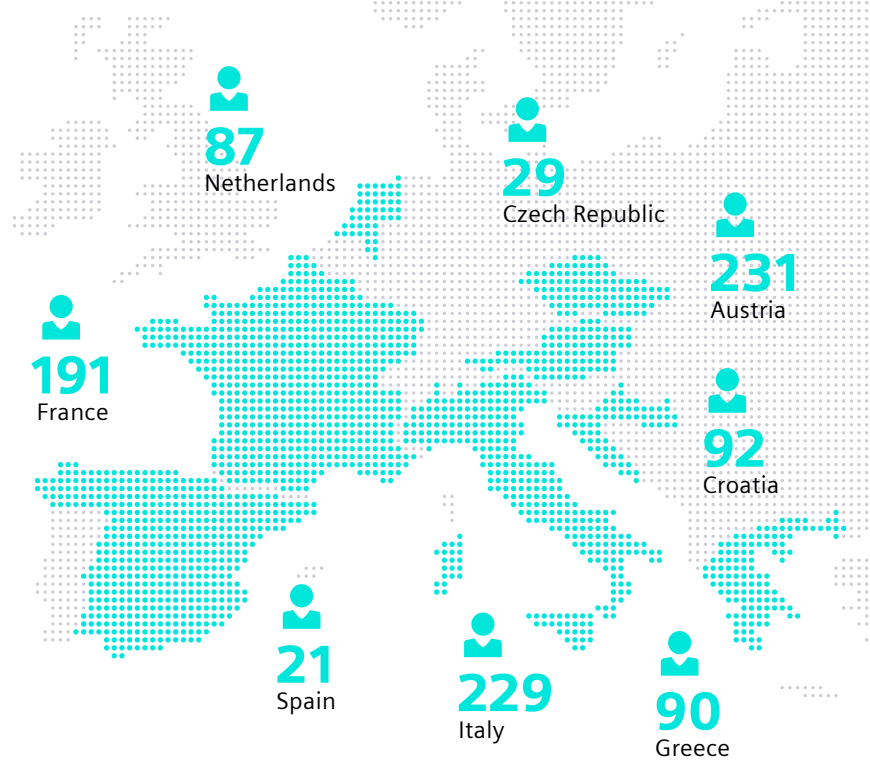 87
Netherlands
29
Czech Republic
231
Austria
191
France
92
Croatia
21
Spain
229
Italy
90
Greece